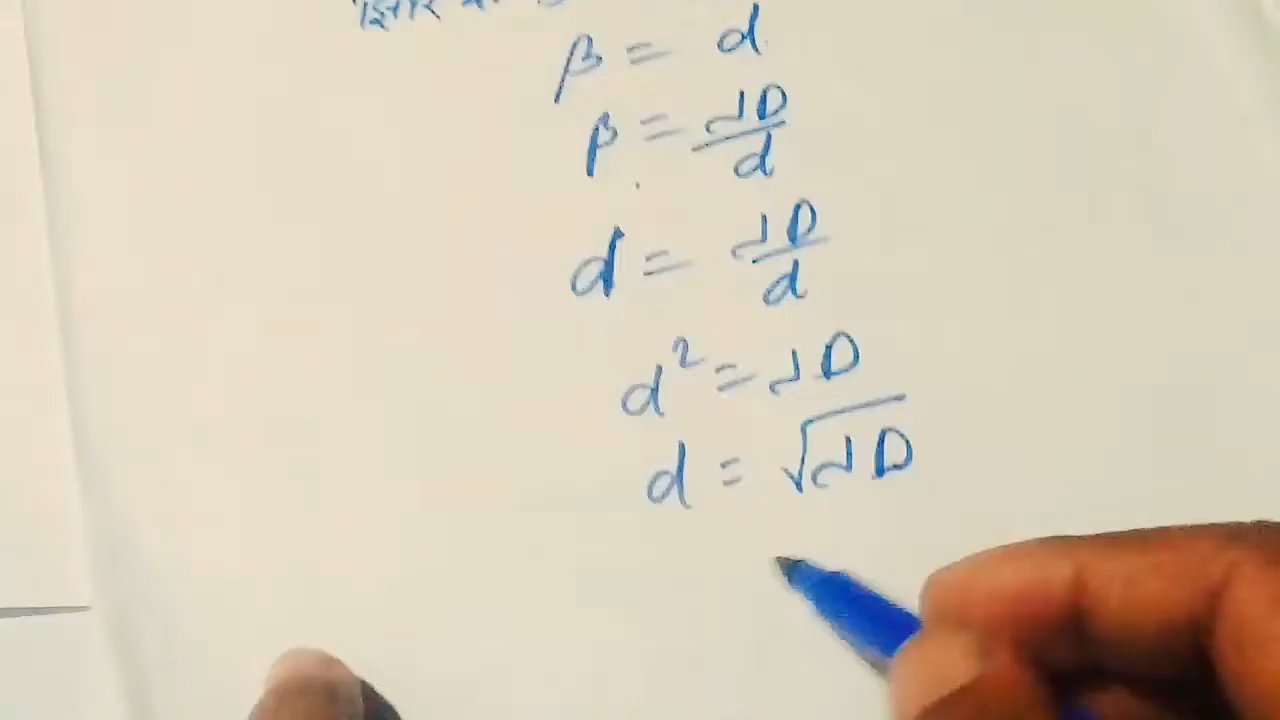 β = d
β = λD/d
d = λD/d
d² = λD
d = √λD